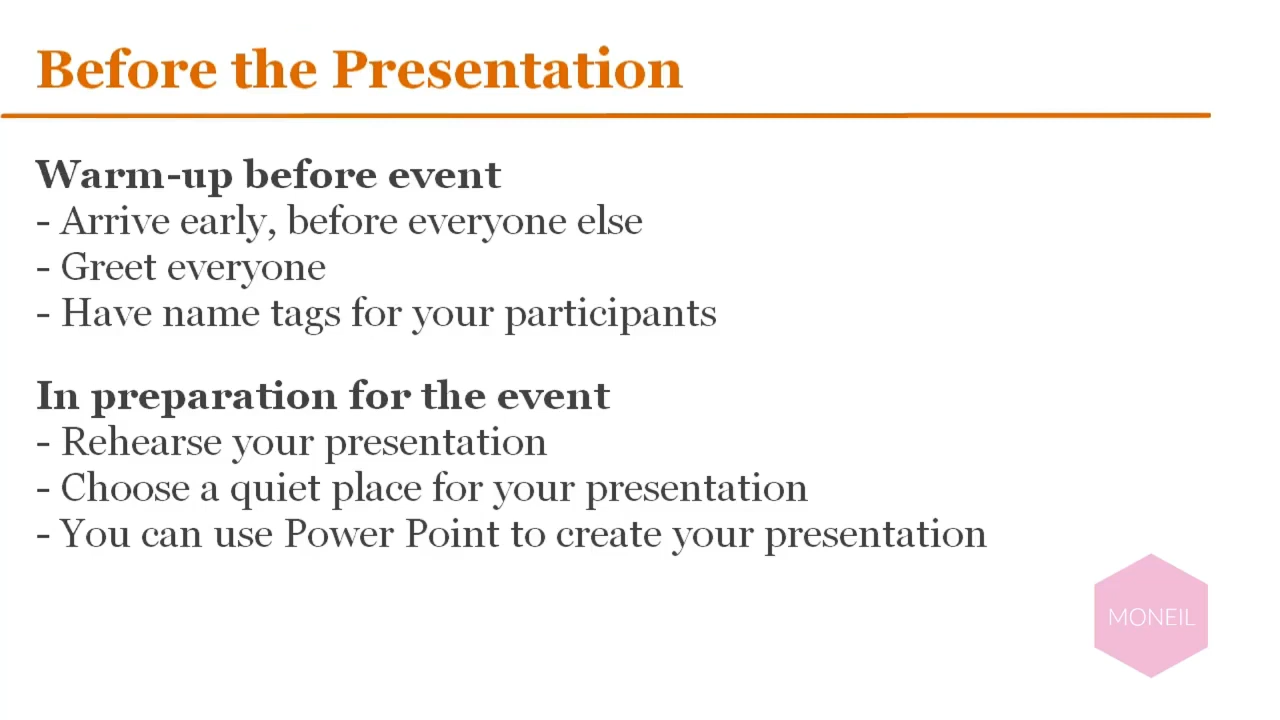 Before the Presentation
Warm-up before event
- Arrive early, before everyone else
- Greet everyone
- Have name tags for your participants
In preparation for the event
- Rehearse your presentation
- Choose a quiet place for your presentation
- You can use Power Point to create your presentation
MONEIL